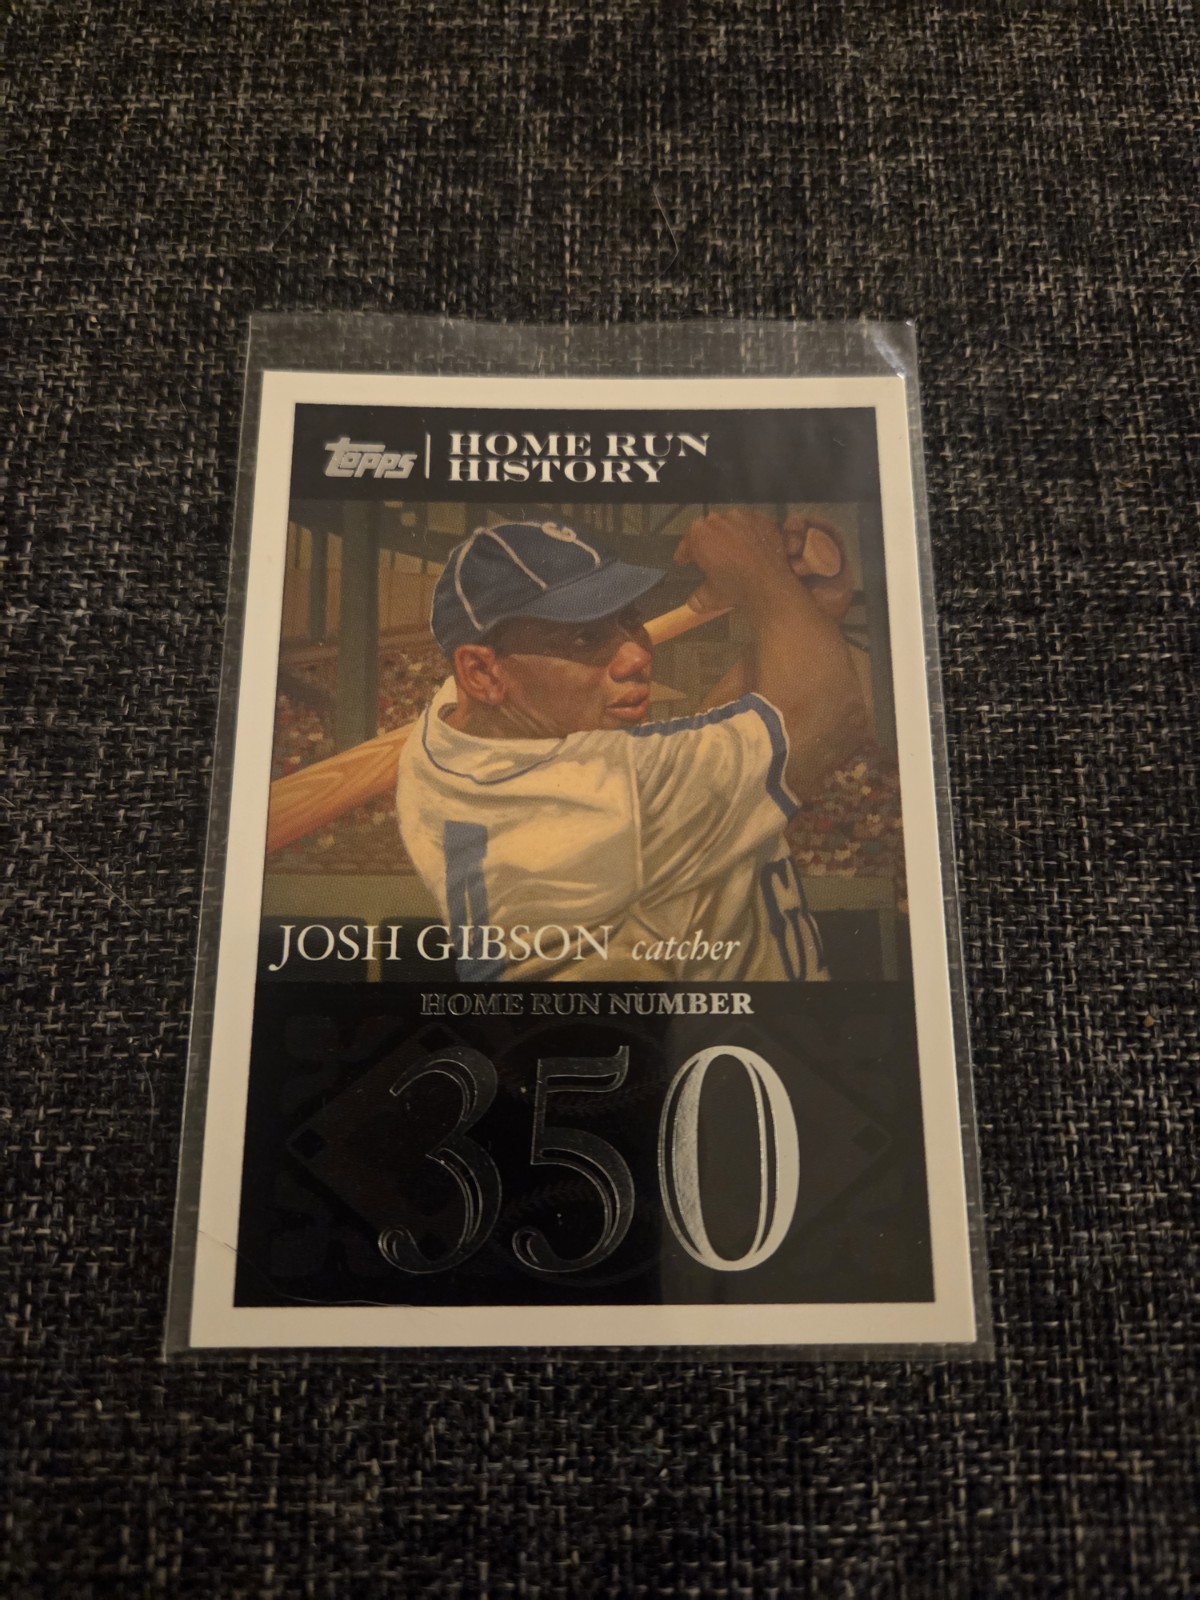 topps
HOME RUN
HISTORY
JOSH GIBSON catcher
HOME RUN NUMBER
350